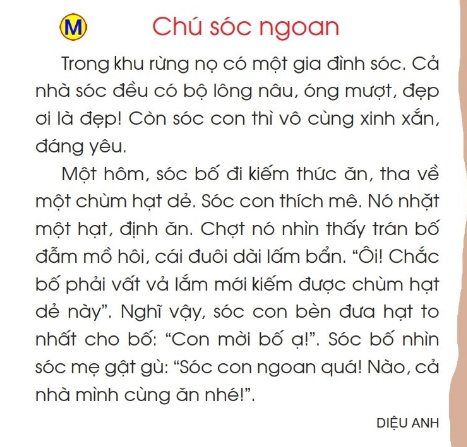 M Chú sóc ngoan
Trong khu rừng nọ có một gia đình sóc. Cả
nhà sóc đều có bộ lông nâu, óng mượt, đẹp
ơi là đẹp! Còn sóc con thì vô cùng xinh xắn,
đáng yêu.
Một hôm, sóc bố đi kiếm thức ăn, tha về
một chùm hạt dẻ. Sóc con thích mê. Nó nhặt
một hạt, định ăn. Chợt nó nhìn thấy trán bố
đẫm mồ hôi, cái đuôi dài lấm bẩn. “Ôi! Chắc
bố phải vất vả lắm mới kiếm được chùm hạt
dẻ này”. Nghĩ vậy, sóc con bèn đưa hạt to
nhất cho bố: “Con mời bố ạ!”. Sóc bố nhìn
sóc mẹ gật gù: “Sóc con ngoan quá! Nào, cả
nhà mình cùng ăn nhé!”.
DIỆU ANH